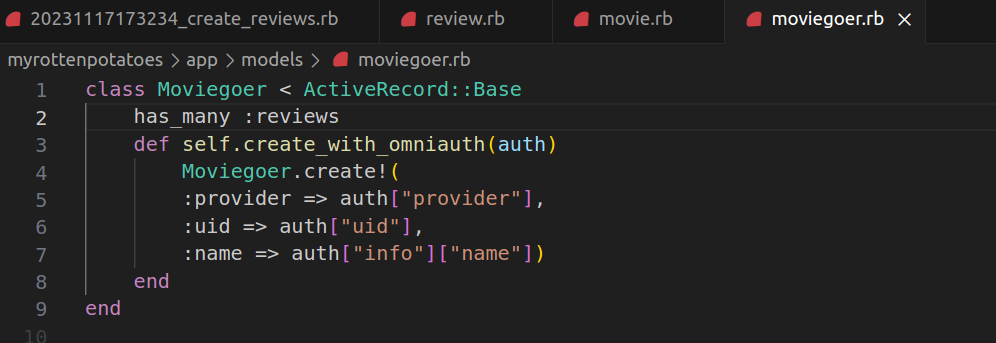 20231117173234_create_reviews.rb review.rb movie.rb moviegoer.rb ×
myrottenpotatoes > app > models > moviegoer.rb
1 class Moviegoer < ActiveRecord::Base
2 has_many :reviews
3 def self.create_with_omniauth(auth)
4 Moviegoer.create!(
5 :provider => auth["provider"],
6 :uid => auth["uid"],
7 :name => auth["info"]["name"])
8 end
9 end
10